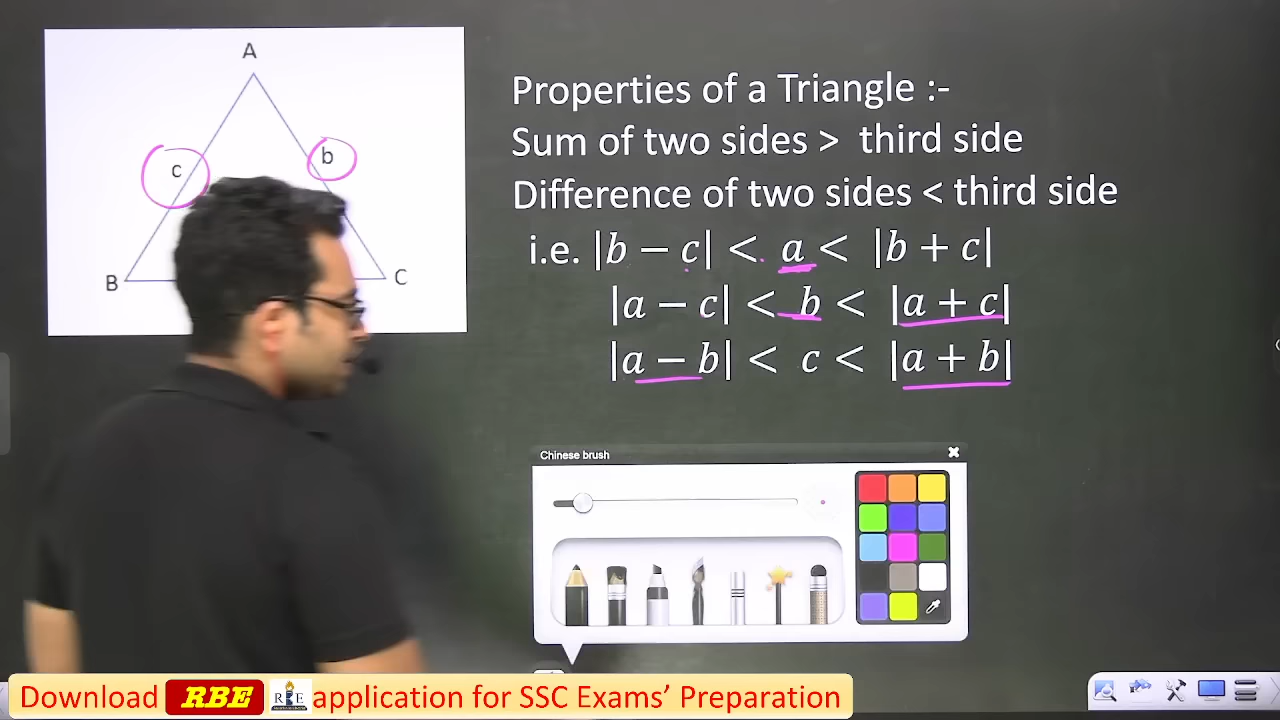 A
c
b
B
C
Properties of a Triangle :-
Sum of two sides > third side
Difference of two sides < third side
i.e. |b − c| < a < |b + c|
|a − c| < b < |a + c|
|a − b| < c < |a + b|
Chinese brush
Download RBE RBE application for SSC Exams’ Preparation